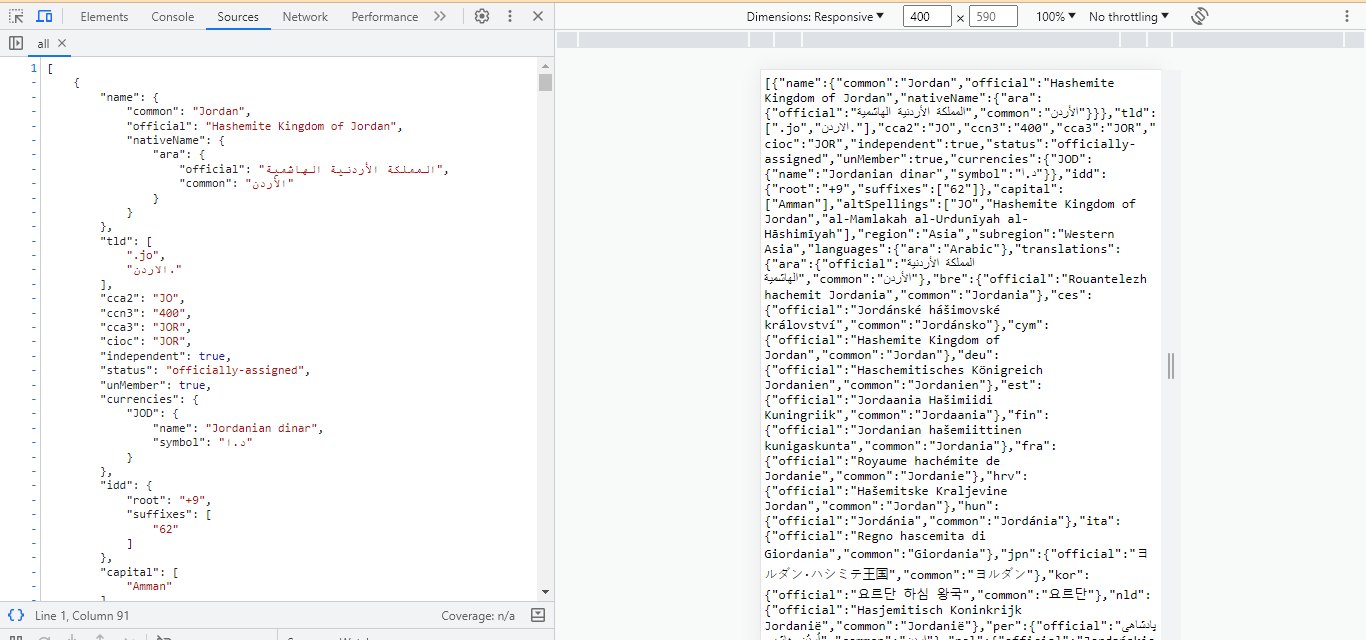 Elements Console Sources Network Performance
Dimensions: Responsive 400 × 590 100% No throttling
all
1 [
{
"name": {
"common": "Jordan",
"official": "Hashemite Kingdom of Jordan",
"nativeName": {
"ara": {
"official": "المملكة الأردنية الهاشمية",
"common": "الأردن"
}
}
},
"tld": [
".jo",
"الاردن."
],
"cca2": "JO",
"ccn3": "400",
"cca3": "JOR",
"cioc": "JOR",
"independent": true,
"status": "officially-assigned",
"unMember": true,
"currencies": {
"JOD": {
"name": "Jordanian dinar",
"symbol": "د.ا"
}
},
"idd": {
"root": "+9",
"suffixes": [
"62"
]
},
"capital": [
"Amman"
{} Line 1, Column 91 Coverage: n/a
[{"name":{"common":"Jordan","official":"Hashemite
Kingdom of Jordan","nativeName":{"ara":
{"official":"المملكة الأردنية الهاشمية","common":"الأردن"}}},"tld":
[".jo","الاردن."],"cca2":"JO","ccn3":"400","cca3":"JOR","
cioc":"JOR","independent":true,"status":"officially-
assigned","unMember":true,"currencies":{"JOD":
{"name":"Jordanian dinar","symbol":"د.ا"}},"idd":
{"root":"+9","suffixes":["62"]},"capital":
["Amman"],"altSpellings":["JO","Hashemite Kingdom of
Jordan","al-Mamlakah al-Urdunīyah al-
Hāshimīyah"],"region":"Asia","subregion":"Western
Asia","languages":{"ara":"Arabic"},"translations":
{"ara":{"official":"المملكة الأردنية
الهاشمية","common":"الأردن"},"bre":{"official":"Rouantelezh
hachemit Jordania","common":"Jordania"},"ces":
{"official":"Jordánské hášimovské
království","common":"Jordánsko"},"cym":
{"official":"Hashemite Kingdom of
Jordan","common":"Jordan"},"deu":
{"official":"Haschemitisches Königreich
Jordanien","common":"Jordanien"},"est":
{"official":"Jordaania Hašimiidi
Kuningriik","common":"Jordaania"},"fin":
{"official":"Jordanian hašemiittinen
kunigaskunta","common":"Jordania"},"fra":
{"official":"Royaume hachémite de
Jordanie","common":"Jordanie"},"hrv":
{"official":"Hašemitske Kraljevine
Jordan","common":"Jordan"},"hun":
{"official":"Jordánia","common":"Jordánia"},"ita":
{"official":"Regno hascemita di
Giordania","common":"Giordania"},"jpn":{"official":"ヨ
ルダン・ハシミテ王国","common":"ヨルダン"},"kor":
{"official":"요르단 하심 왕국","common":"요르단"},"nld":
{"official":"Hasjemitisch Koninkrijk
Jordanië","common":"Jordanië"},"per":{"official":"پادشاهی